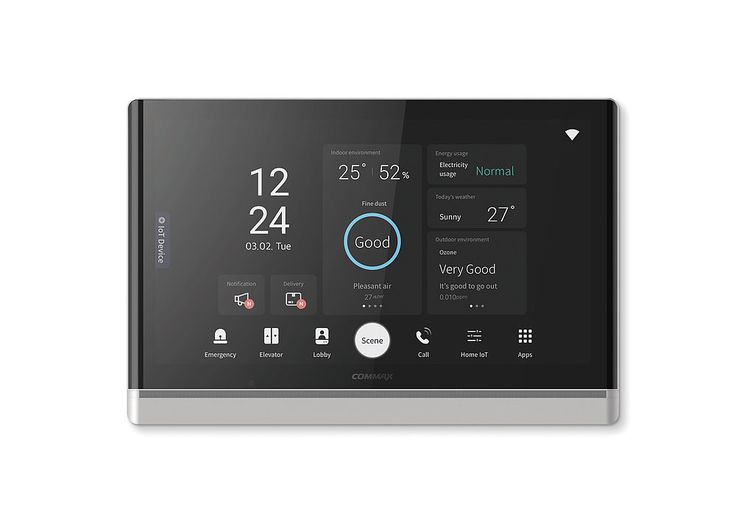 IoT Device
12
24
03.02. Tue
Notification
N
Delivery
N
Indoor environment
25° 52%
Fine dust
Good
Pleasant air
Energy usage
Electricity
usage
Normal
Today's weather
Sunny 27°
Outdoor environment
Ozone
Very Good
It's good to go out
0.010ppm
Emergency
Elevator
Lobby
Scene
Call
Home IoT
Apps
COMMAX